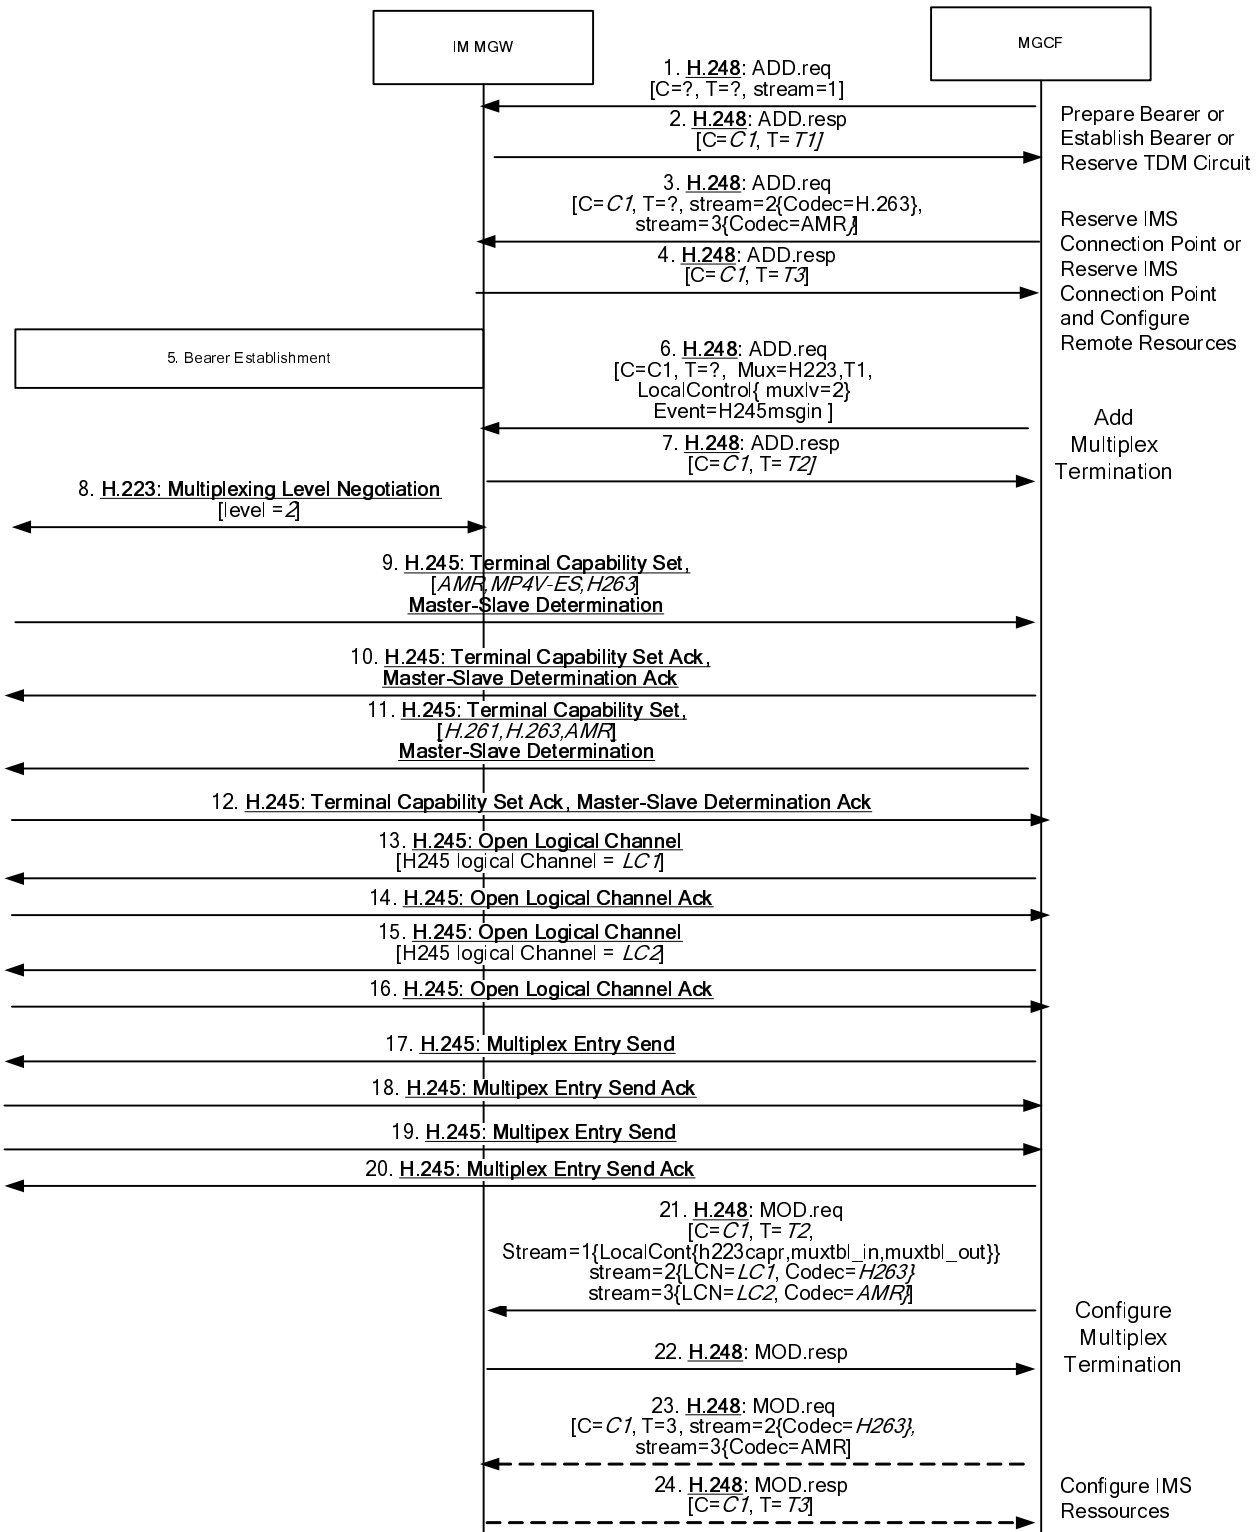 IM MGW
MGCF
1. H.248: ADD.req
[C=?, T=?, stream=1]
2. H.248: ADD.resp
[C=C1, T=T1]
Prepare Bearer or
Establish Bearer or
Reserve TDM Circuit
3. H.248: ADD.req
[C=C1, T=?, stream=2{Codec=H.263},
stream=3{Codec=AMR}]
4. H.248: ADD.resp
[C=C1, T=T3]
Reserve IMS
Connection Point or
Reserve IMS
Connection Point
and Configure
Remote Resources
5. Bearer Establishment
6. H.248: ADD.req
[C=C1, T=?, Mux=H223,T1,
LocalControl{ muxlv=2}
Event=H245msgin ]
7. H.248: ADD.resp
[C=C1, T=T2]
Add
Multiplex
Termination
8. H.223: Multiplexing Level Negotiation
[level =2]
9. H.245: Terminal Capability Set,
[AMR,MP4V-ES,H263]
Master-Slave Determination
10. H.245: Terminal Capability Set Ack,
Master-Slave Determination Ack
11. H.245: Terminal Capability Set,
[H.261,H.263,AMR]
Master-Slave Determination
12. H.245: Terminal Capability Set Ack, Master-Slave Determination Ack
13. H.245: Open Logical Channel
[H245 logical Channel = LC1]
14. H.245: Open Logical Channel Ack
15. H.245: Open Logical Channel
[H245 logical Channel = LC2]
16. H.245: Open Logical Channel Ack
17. H.245: Multiplex Entry Send
18. H.245: Multipex Entry Send Ack
19. H.245: Multipex Entry Send
20. H.245: Multiplex Entry Send Ack
21. H.248: MOD.req
[C=C1, T=T2,
Stream=1{LocalCont{h223capr,muxtbl_in,muxtbl_out}}
stream=2{LCN=LC1, Codec=H263}
stream=3{LCN=LC2, Codec=AMR}]
22. H.248: MOD.resp
Configure
Multiplex
Termination
23. H.248: MOD.req
[C=C1, T=3, stream=2{Codec=H263},
stream=3{Codec=AMR]
24. H.248: MOD.resp
[C=C1, T=T3]
Configure IMS
Ressources